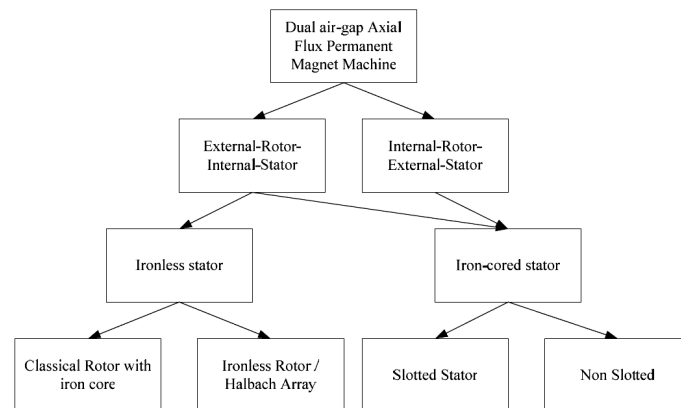 Dual air-gap Axial
Flux Permanent
Magnet Machine
External-Rotor-
Internal-Stator
Internal-Rotor-
External-Stator
Ironless stator
Iron-cored stator
Classical Rotor with
iron core
Ironless Rotor /
Halbach Array
Slotted Stator
Non Slotted